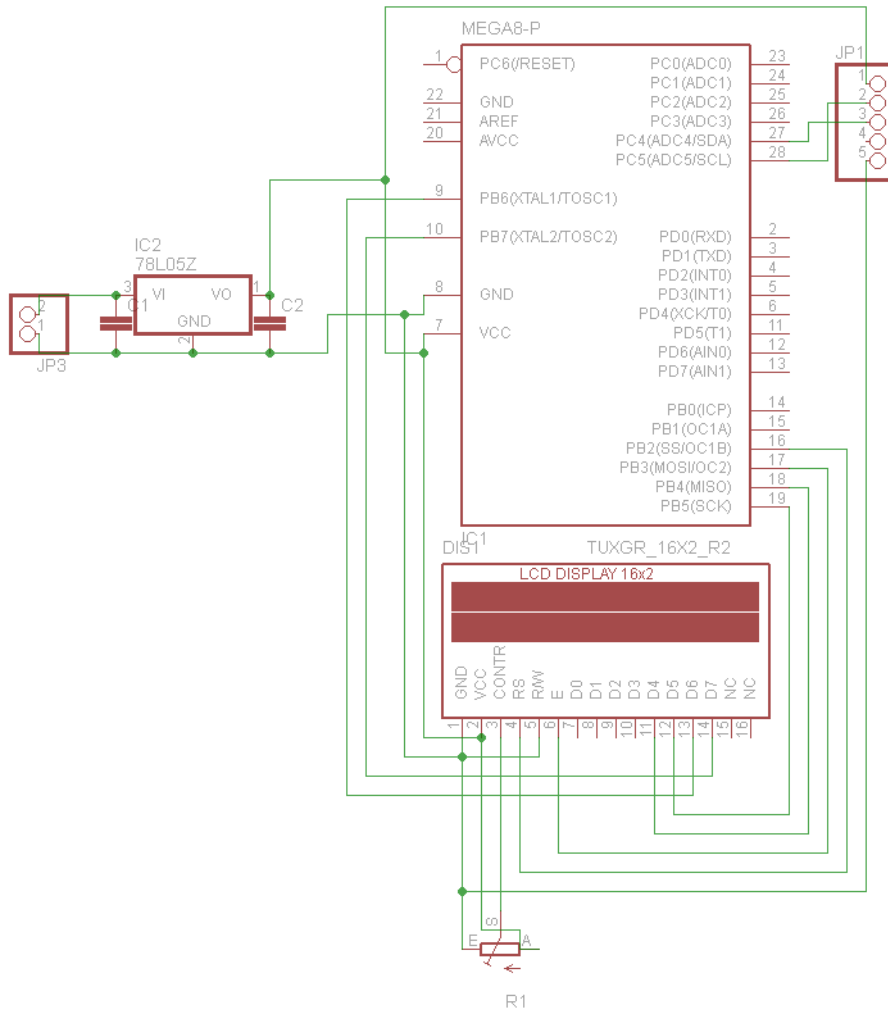 MEGA8-P
1 PC6(/RESET) PC0(ADC0) 23
PC1(ADC1) 24
22 GND PC2(ADC2) 25
21 AREF PC3(ADC3) 26
20 AVCC PC4(ADC4/SDA) 27
PC5(ADC5/SCL) 28
9 PB6(XTAL1/TOSC1)
10 PB7(XTAL2/TOSC2) PD0(RXD) 2
PD1(TXD) 3
PD2(INT0) 4
8 GND PD3(INT1) 5
PD4(XCK/T0) 6
7 VCC PD5(T1) 11
PD6(AIN0) 12
PD7(AIN1) 13
PB0(ICP) 14
PB1(OC1A) 15
PB2(SS/OC1B) 16
PB3(MOSI/OC2) 17
PB4(MISO) 18
PB5(SCK) 19
IC1
JP1
1
2
3
4
5
IC2
78L05Z
3 VI VO 1
GND
2
C1
C2
2
1
JP3
DIS1 TUXGR_16X2_R2
LCD DISPLAY 16x2
GND VCC CONTR RS R/W E D0 D1 D2 D3 D4 D5 D6 D7 NC NC
1 2 3 4 5 6 7 8 9 10 11 12 13 14 15 16
S
E A
R1